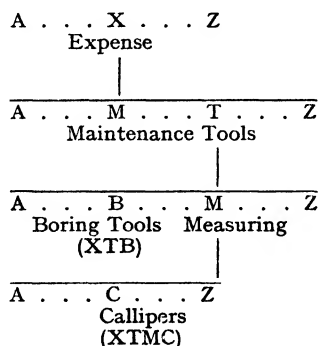 A . . . X . . . Z
Expense
A . . . M . . . T . . . Z
Maintenance Tools
A . . . B . . . M . . . Z
Boring Tools Measuring
(XTB)
A . . . C . . . Z
Callipers
(XTMC)